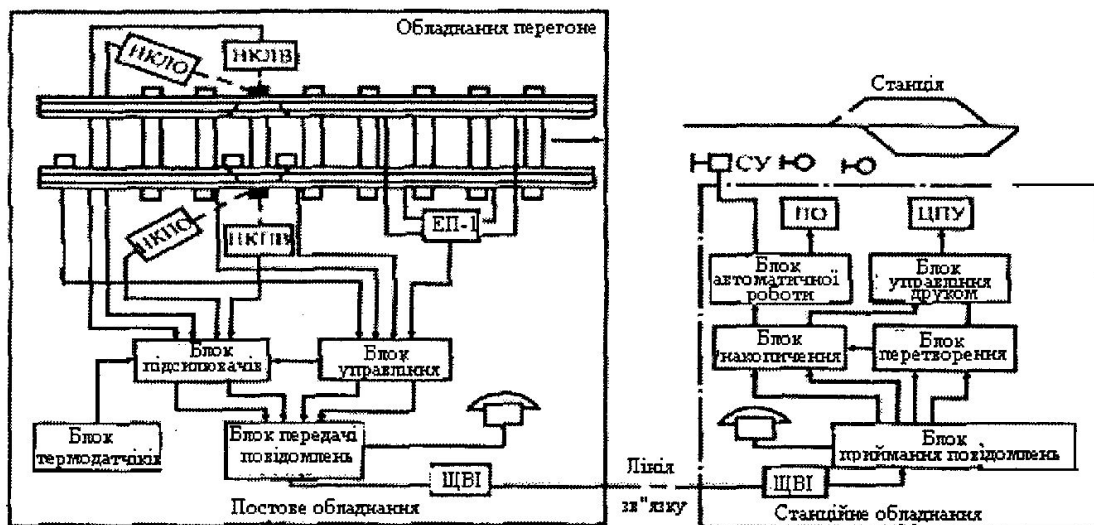 Обладнання перегоне
НКЛО
НКЛВ
НКПО
НКПВ
ЕП-1
Блок
підсилювачів
Блок
управління
Блок
термодатчіків
Блок передачі
повідомлень
ЩВІ
Постове обладнання
Лінія
зв"язку
Станція
СУ
ПО
ЦПУ
Блок
автоматичної
роботи
Блок
управління
друком
Блок
накопичення
Блок
перетворення
Блок
приймання повідомлень
ЩВІ
Станційне обладнання